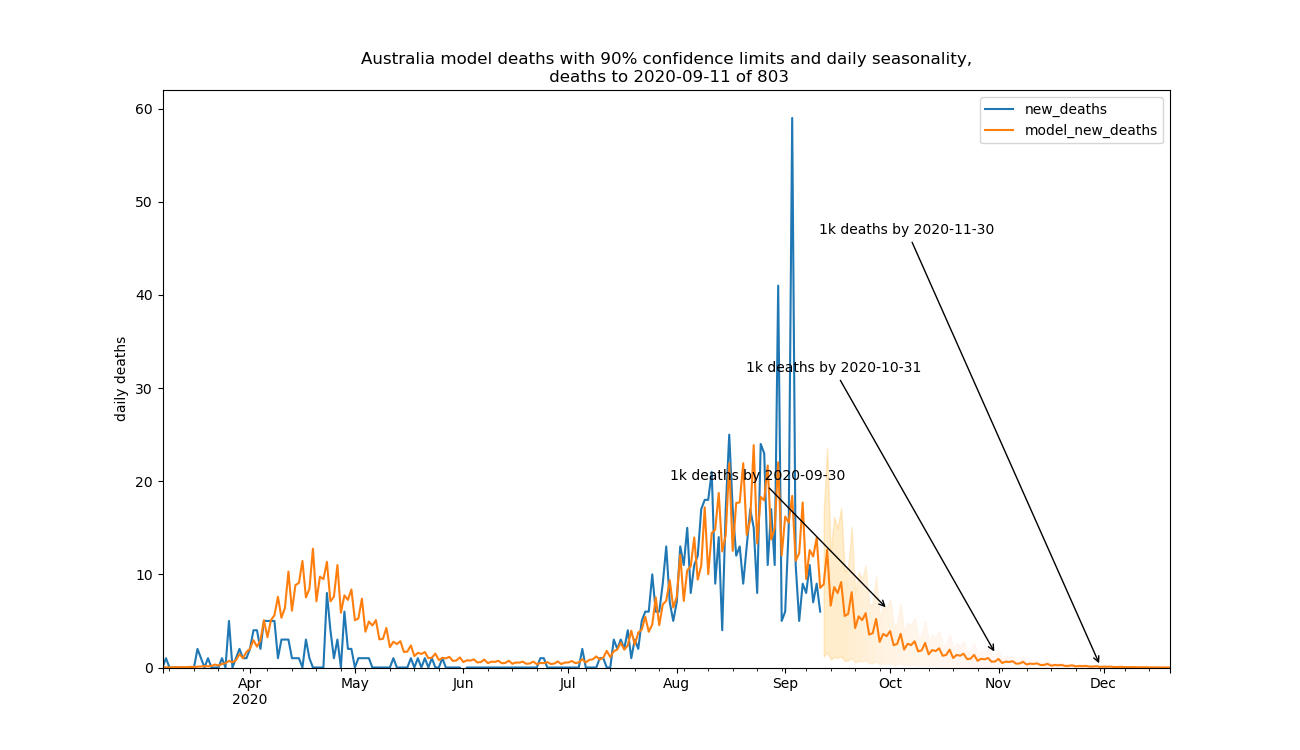 Australia model deaths with 90% confidence limits and daily seasonality,
deaths to 2020-09-11 of 803
new_deaths
model_new_deaths
60
50
40
30
20
10
0
daily deaths
1k deaths by 2020-11-30
1k deaths by 2020-10-31
1k deaths by 2020-09-30
Apr
2020
May
Jun
Jul
Aug
Sep
Oct
Nov
Dec